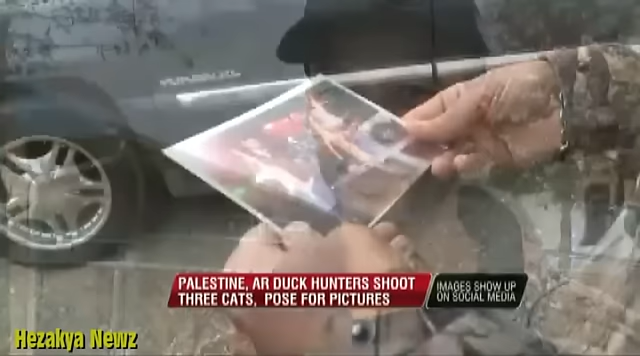 PALESTINE, AR DUCK HUNTERS SHOOT
THREE CATS, POSE FOR PICTURES
IMAGES SHOW UP
ON SOCIAL MEDIA
Hezakya Newz